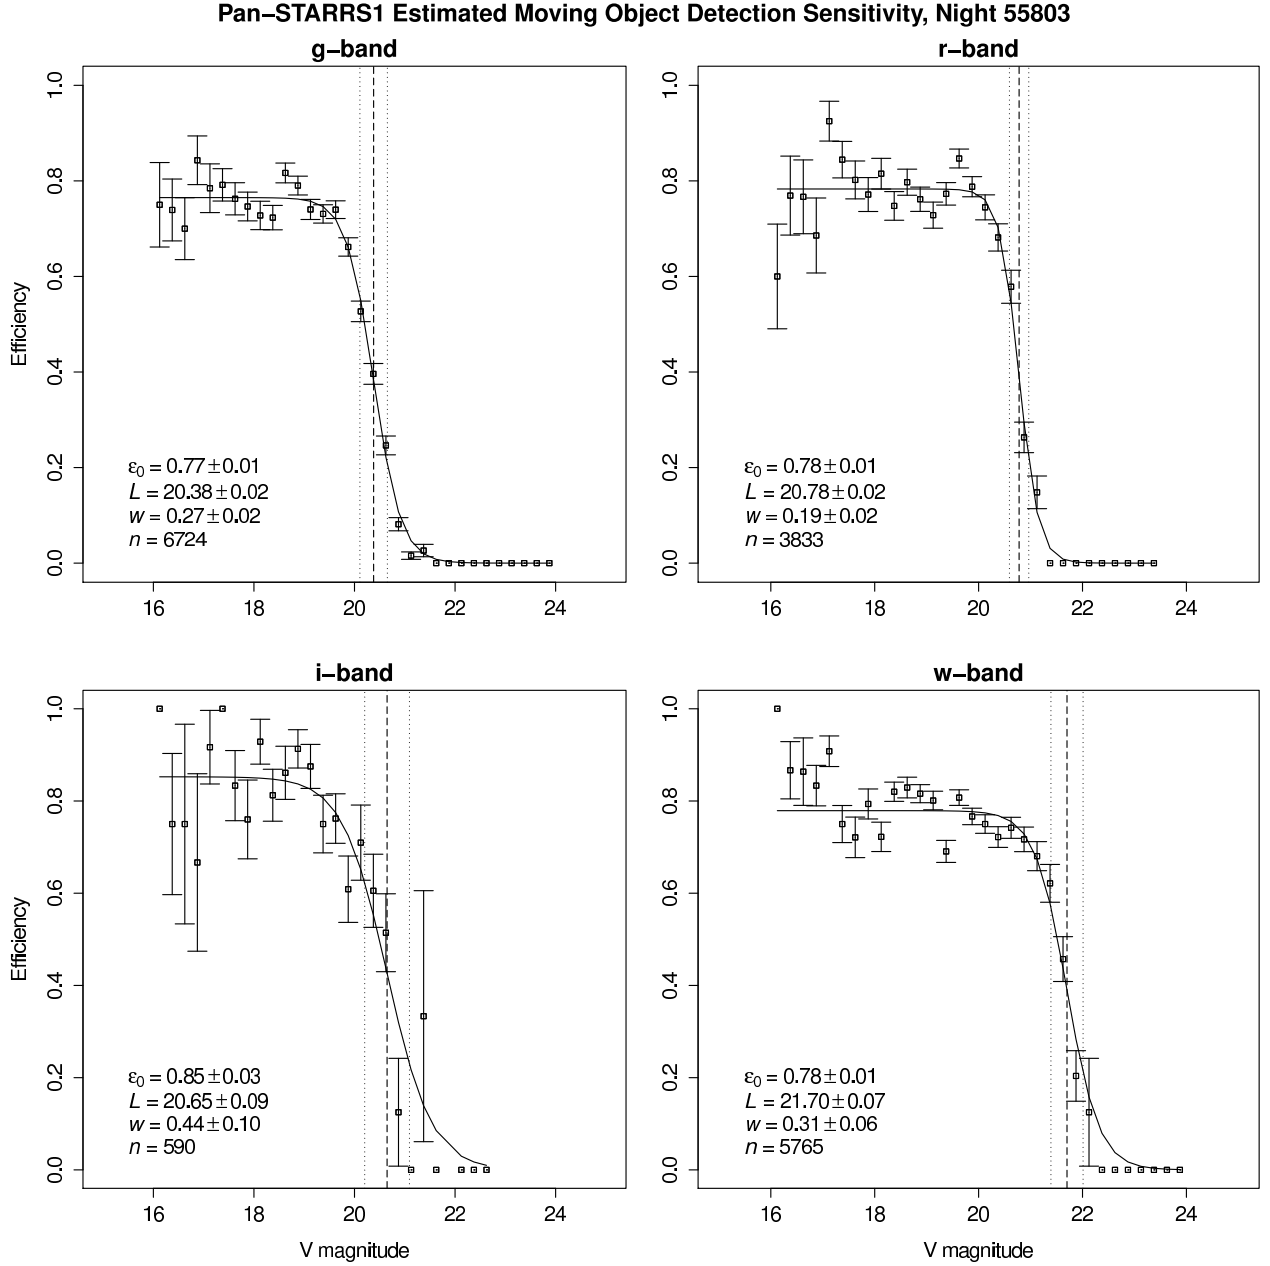 Pan−STARRS1 Estimated Moving Object Detection Sensitivity, Night 55803
g−band
1.0
0.8
0.6
0.4
0.2
0.0
Efficiency
ε0 = 0.77±0.01
L = 20.38±0.02
w = 0.27±0.02
n = 6724
16 18 20 22 24
r−band
1.0
0.8
0.6
0.4
0.2
0.0
ε0 = 0.78±0.01
L = 20.78±0.02
w = 0.19±0.02
n = 3833
16 18 20 22 24
i−band
1.0
0.8
0.6
0.4
0.2
0.0
Efficiency
ε0 = 0.85±0.03
L = 20.65±0.09
w = 0.44±0.10
n = 590
16 18 20 22 24
V magnitude
w−band
1.0
0.8
0.6
0.4
0.2
0.0
ε0 = 0.78±0.01
L = 21.70±0.07
w = 0.31±0.06
n = 5765
16 18 20 22 24
V magnitude